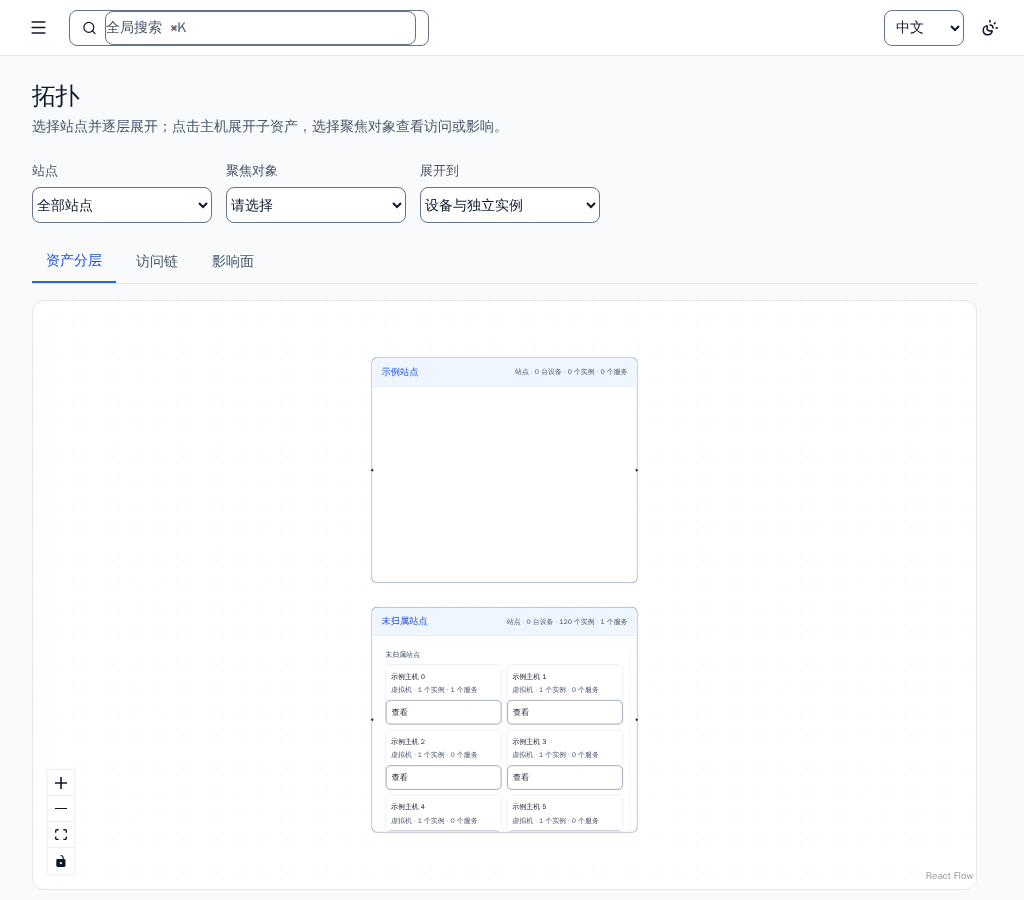 全局搜索 ⌘K
中文
拓扑
选择站点并逐层展开；点击主机展开子资产，选择聚焦对象查看访问或影响。
站点
聚焦对象
展开到
全部站点
请选择
设备与独立实例
资产分层
访问链
影响面
示例站点
站点 · 0 台设备 · 0 个实例 · 0 个服务
未归属站点
站点 · 0 台设备 · 120 个实例 · 1 个服务
未归属站点
示例主机 0
示例主机 1
虚拟机 · 1 个实例 · 1 个服务
虚拟机 · 1 个实例 · 0 个服务
查看
查看
示例主机 2
示例主机 3
虚拟机 · 1 个实例 · 0 个服务
虚拟机 · 1 个实例 · 0 个服务
查看
查看
示例主机 4
示例主机 5
虚拟机 · 1 个实例 · 0 个服务
虚拟机 · 1 个实例 · 0 个服务
React Flow